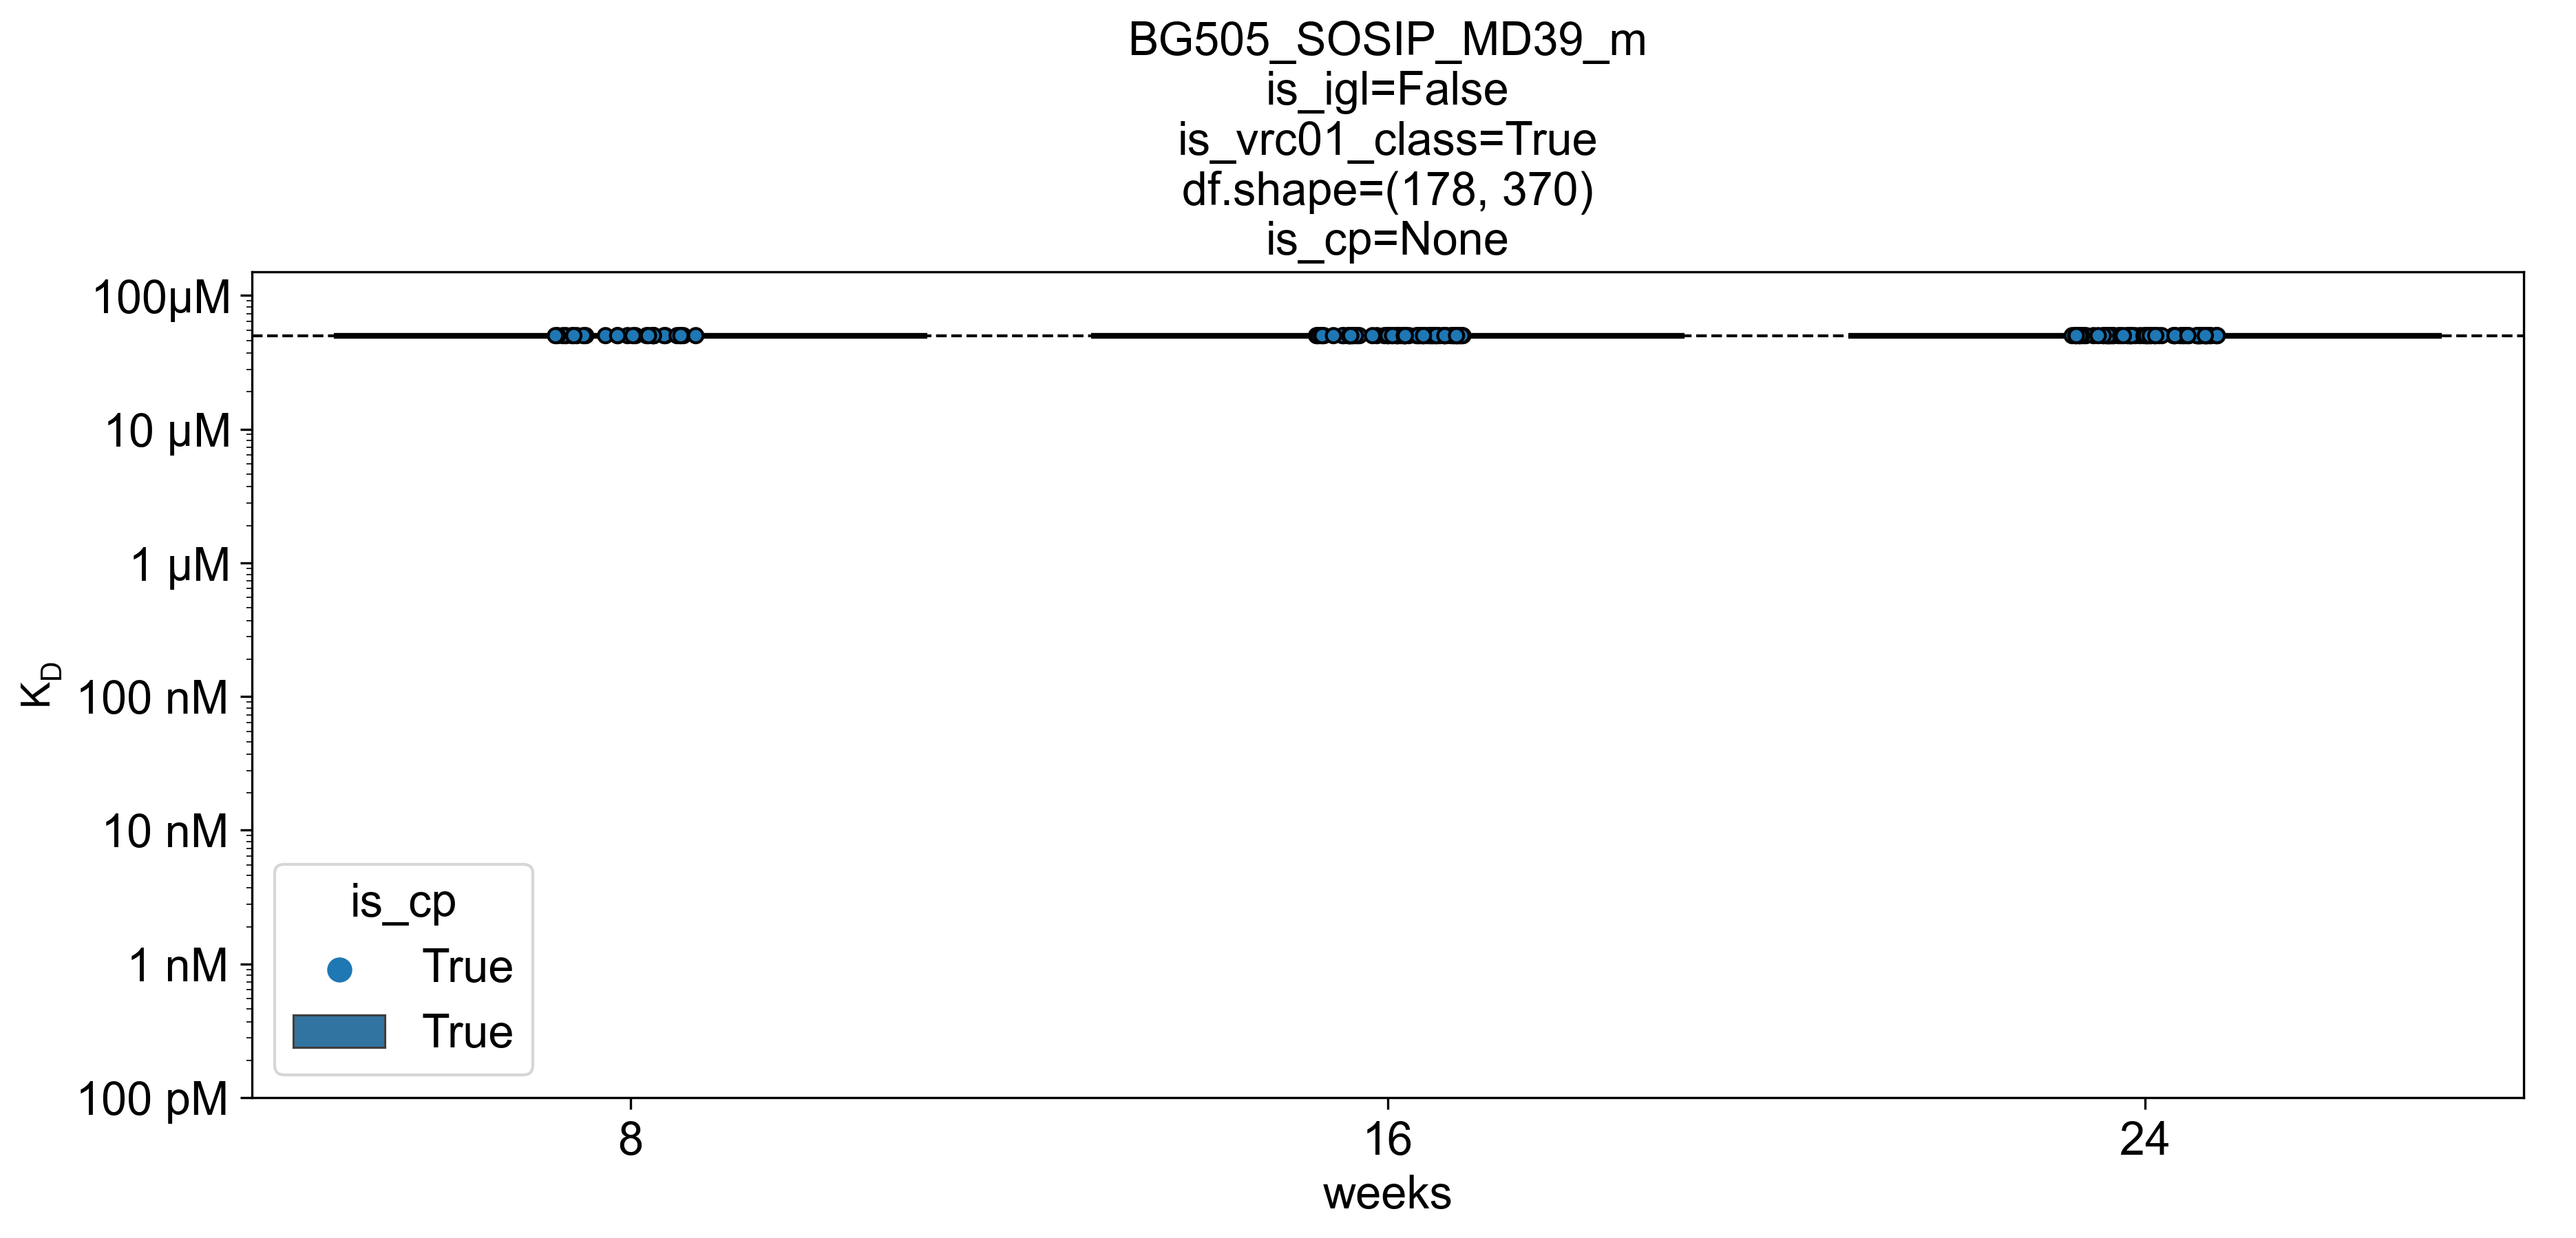 BG505_SOSIP_MD39_m
is_igl=False
is_vrc01_class=True
df.shape=(178, 370)
is_cp=None
100µM
10 µM
1 µM
100 nM
10 nM
1 nM
100 pM
K_D
is_cp
True
True
8
16
24
weeks